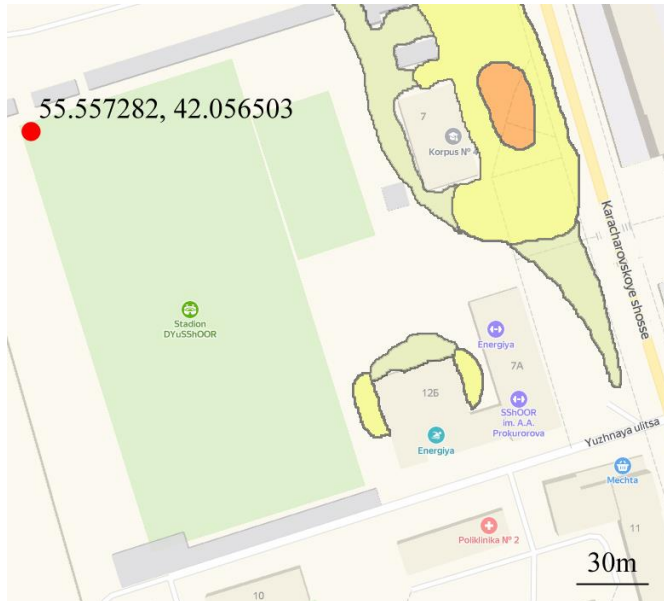 55.557282, 42.056503
7
Korpus № 4
Karacharovskoye shosse
Stadion
DYuSShOOR
Energiya
7A
12Б
SShOOR
im. A.A.
Prokurorova
Energiya
Yuzhnaya ulitsa
Mechta
Poliklinika № 2
11
10
30m